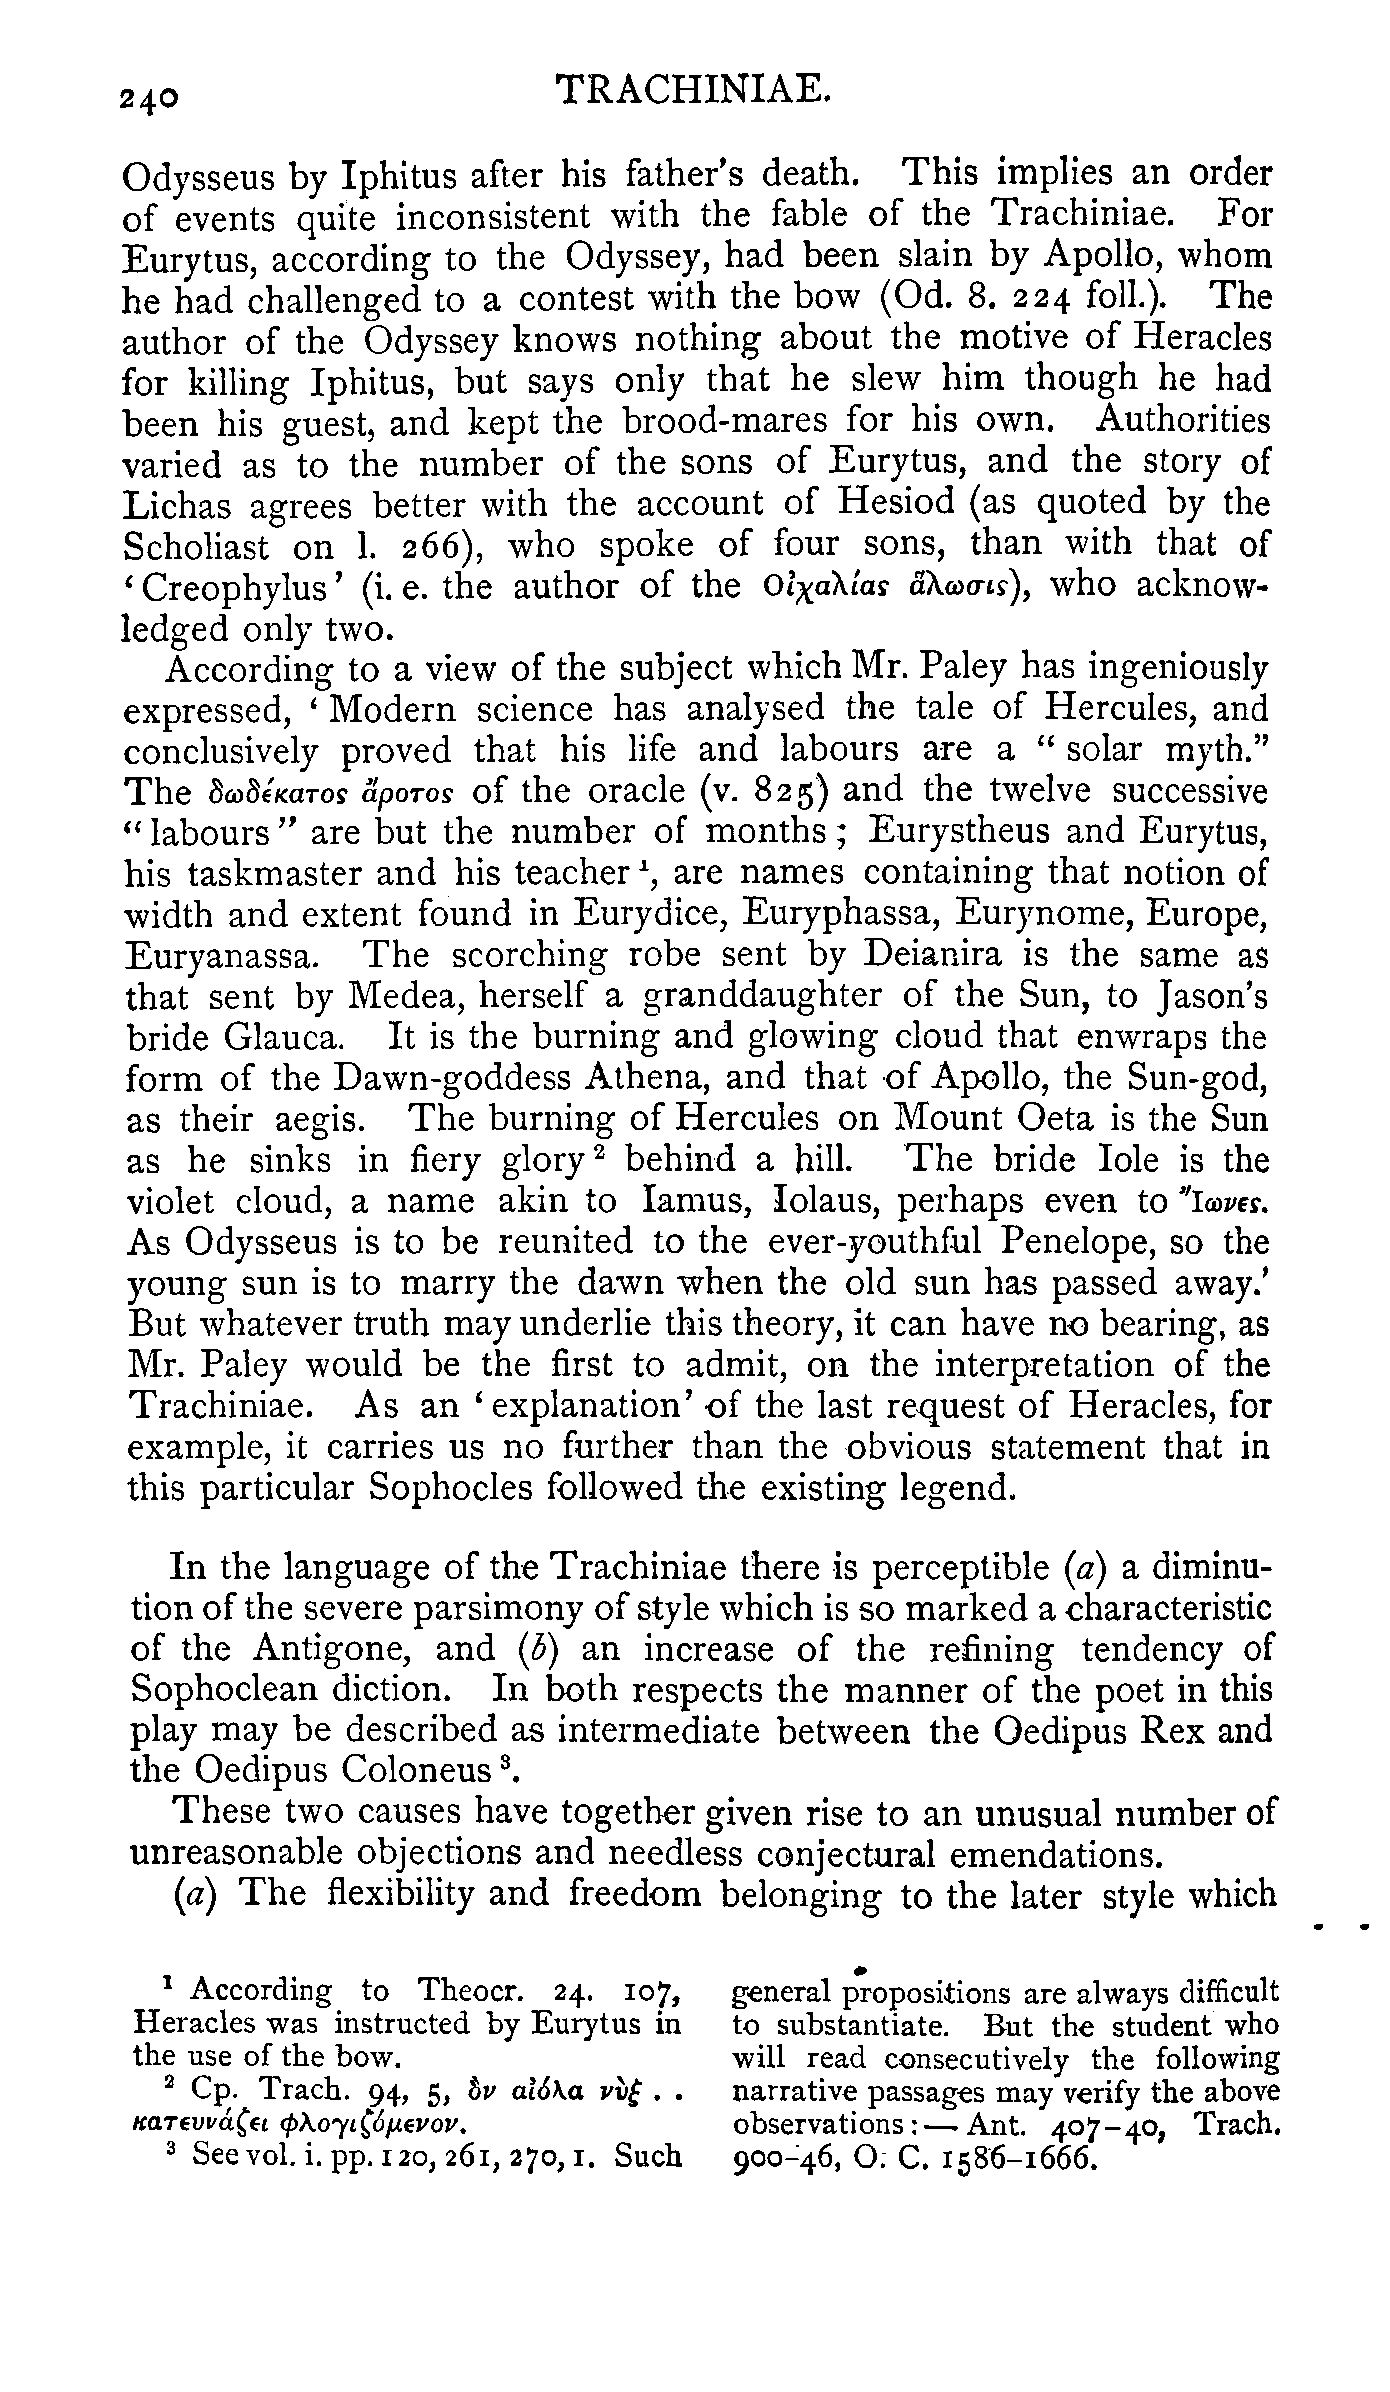 240
TRACHINIAE.
Odysseus by Iphitus after his father's death. This implies an order
of events quite inconsistent with the fable of the Trachiniae. For
Eurytus, according to the Odyssey, had been slain by Apollo, whom
he had challenged to a contest with the bow (Od. 8. 224 foll.). The
author of the Odyssey knows nothing about the motive of Heracles
for killing Iphitus, but says only that he slew him though he had
been his guest, and kept the brood-mares for his own. Authorities
varied as to the number of the sons of Eurytus, and the story of
Lichas agrees better with the account of Hesiod (as quoted by the
Scholiast on l. 266), who spoke of four sons, than with that of
‘Creophylus’ (i. e. the author of the Οἰχαλίας ἅλωσις), who acknow-
ledged only two.
According to a view of the subject which Mr. Paley has ingeniously
expressed, ‘Modern science has analysed the tale of Hercules, and
conclusively proved that his life and labours are a “solar myth.”
The δωδέκατος ἄροτος of the oracle (v. 825) and the twelve successive
“labours” are but the number of months; Eurystheus and Eurytus,
his taskmaster and his teacher ¹, are names containing that notion of
width and extent found in Eurydice, Euryphassa, Eurynome, Europe,
Euryanassa. The scorching robe sent by Deianira is the same as
that sent by Medea, herself a granddaughter of the Sun, to Jason's
bride Glauca. It is the burning and glowing cloud that enwraps the
form of the Dawn-goddess Athena, and that of Apollo, the Sun-god,
as their aegis. The burning of Hercules on Mount Oeta is the Sun
as he sinks in fiery glory ² behind a hill. The bride Iole is the
violet cloud, a name akin to Iamus, Iolaus, perhaps even to Ἴωνες.
As Odysseus is to be reunited to the ever-youthful Penelope, so the
young sun is to marry the dawn when the old sun has passed away.’
But whatever truth may underlie this theory, it can have no bearing, as
Mr. Paley would be the first to admit, on the interpretation of the
Trachiniae. As an ‘explanation’ of the last request of Heracles, for
example, it carries us no further than the obvious statement that in
this particular Sophocles followed the existing legend.
In the language of the Trachiniae there is perceptible (a) a diminu-
tion of the severe parsimony of style which is so marked a characteristic
of the Antigone, and (b) an increase of the refining tendency of
Sophoclean diction. In both respects the manner of the poet in this
play may be described as intermediate between the Oedipus Rex and
the Oedipus Coloneus ³.
These two causes have together given rise to an unusual number of
unreasonable objections and needless conjectural emendations.
(a) The flexibility and freedom belonging to the later style which
¹ According to Theocr. 24. 107,
Heracles was instructed by Eurytus in
the use of the bow.
² Cp. Trach. 94, 5, ὃν αἰόλα νὺξ . .
κατευνάζει φλογιζόμενον.
³ See vol. i. pp. 120, 261, 270, 1. Such
general propositions are always difficult
to substantiate. But the student who
will read consecutively the following
narrative passages may verify the above
observations:— Ant. 407–40, Trach.
900–46, O. C. 1586–1666.